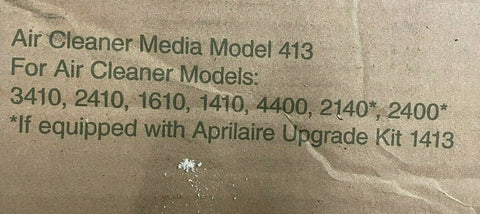 Air Cleaner Media Model 413
For Air Cleaner Models:
3410, 2410, 1610, 1410, 4400, 2140*, 2400*
*If equipped with Aprilaire Upgrade Kit 1413